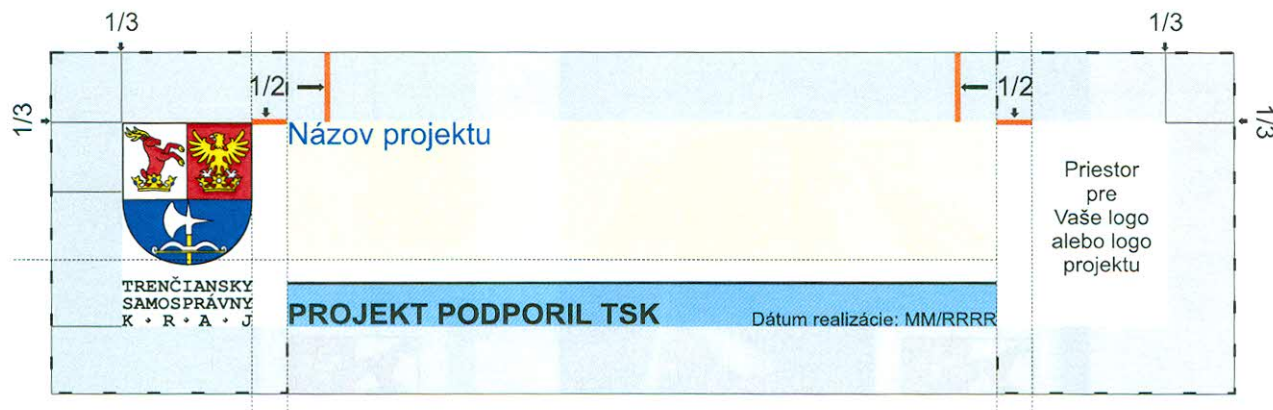 1/3
1/3
1/2
1/2
1/3
1/3
Názov projektu
Priestor
pre
Vaše logo
alebo logo
projektu
TRENČIANSKY
SAMOSPRÁVNY
K • R • A • J
PROJEKT PODPORIL TSK
Dátum realizácie: MM/RRRR